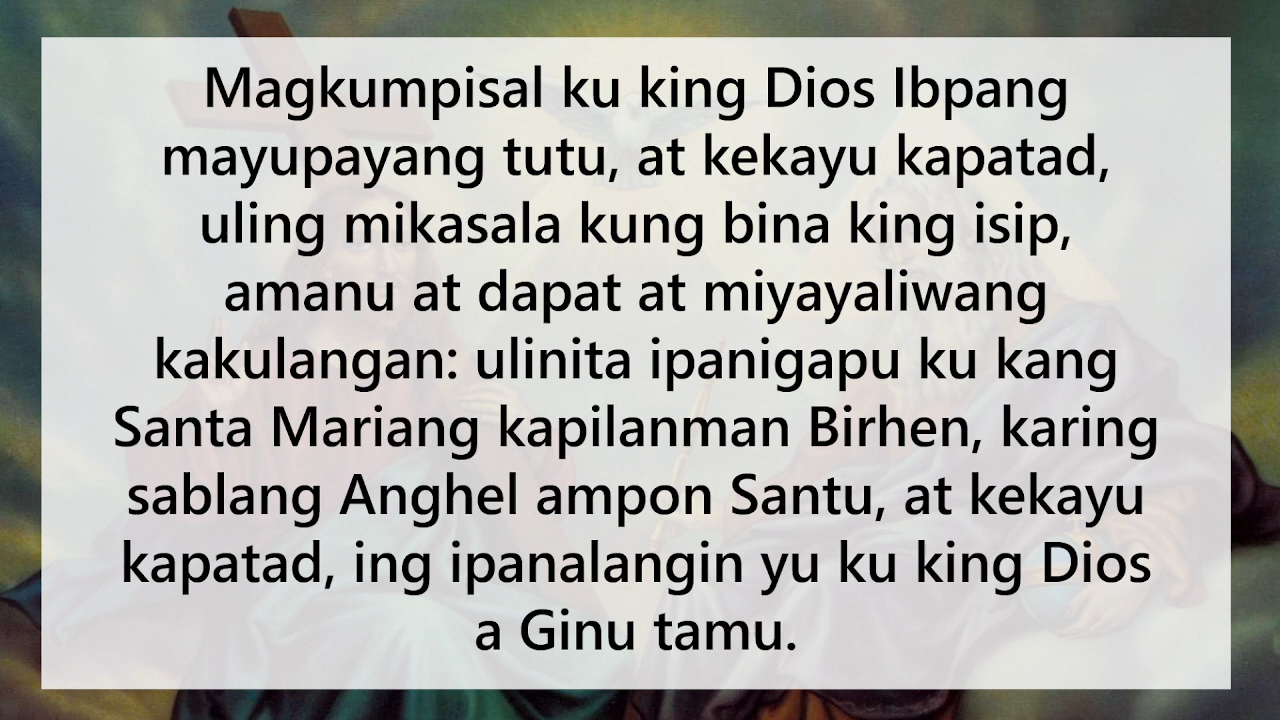 Magkumpisal ku king Dios Ibpang
mayupayang tutu, at kekayu kapatad,
uling mikasala kung bina king isip,
amanu at dapat at miyayaliwang
kakulangan: ulinita ipanigapu ku kang
Santa Mariang kapilanman Birhen, karing
sablang Anghel ampon Santu, at kekayu
kapatad, ing ipanalangin yu ku king Dios
a Ginu tamu.